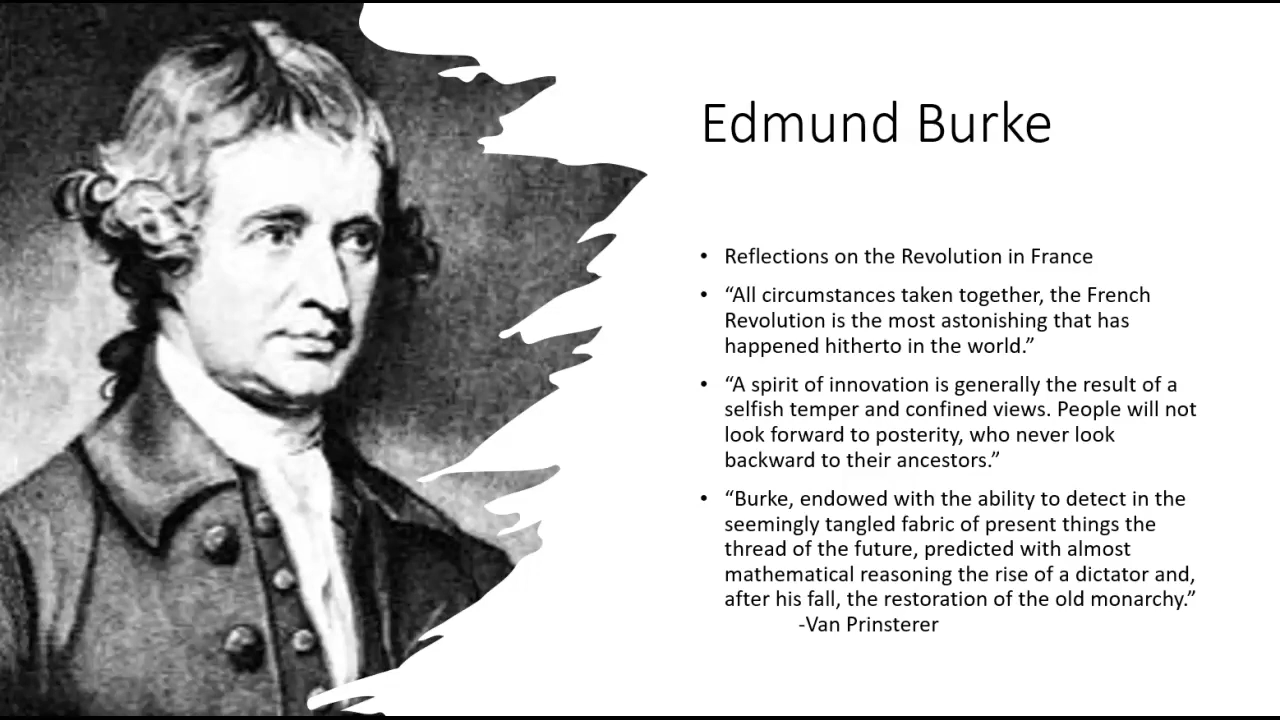 Edmund Burke
• Reflections on the Revolution in France
• “All circumstances taken together, the French
Revolution is the most astonishing that has
happened hitherto in the world.”
• “A spirit of innovation is generally the result of a
selfish temper and confined views. People will not
look forward to posterity, who never look
backward to their ancestors.”
• “Burke, endowed with the ability to detect in the
seemingly tangled fabric of present things the
thread of the future, predicted with almost
mathematical reasoning the rise of a dictator and,
after his fall, the restoration of the old monarchy.”
-Van Prinsterer